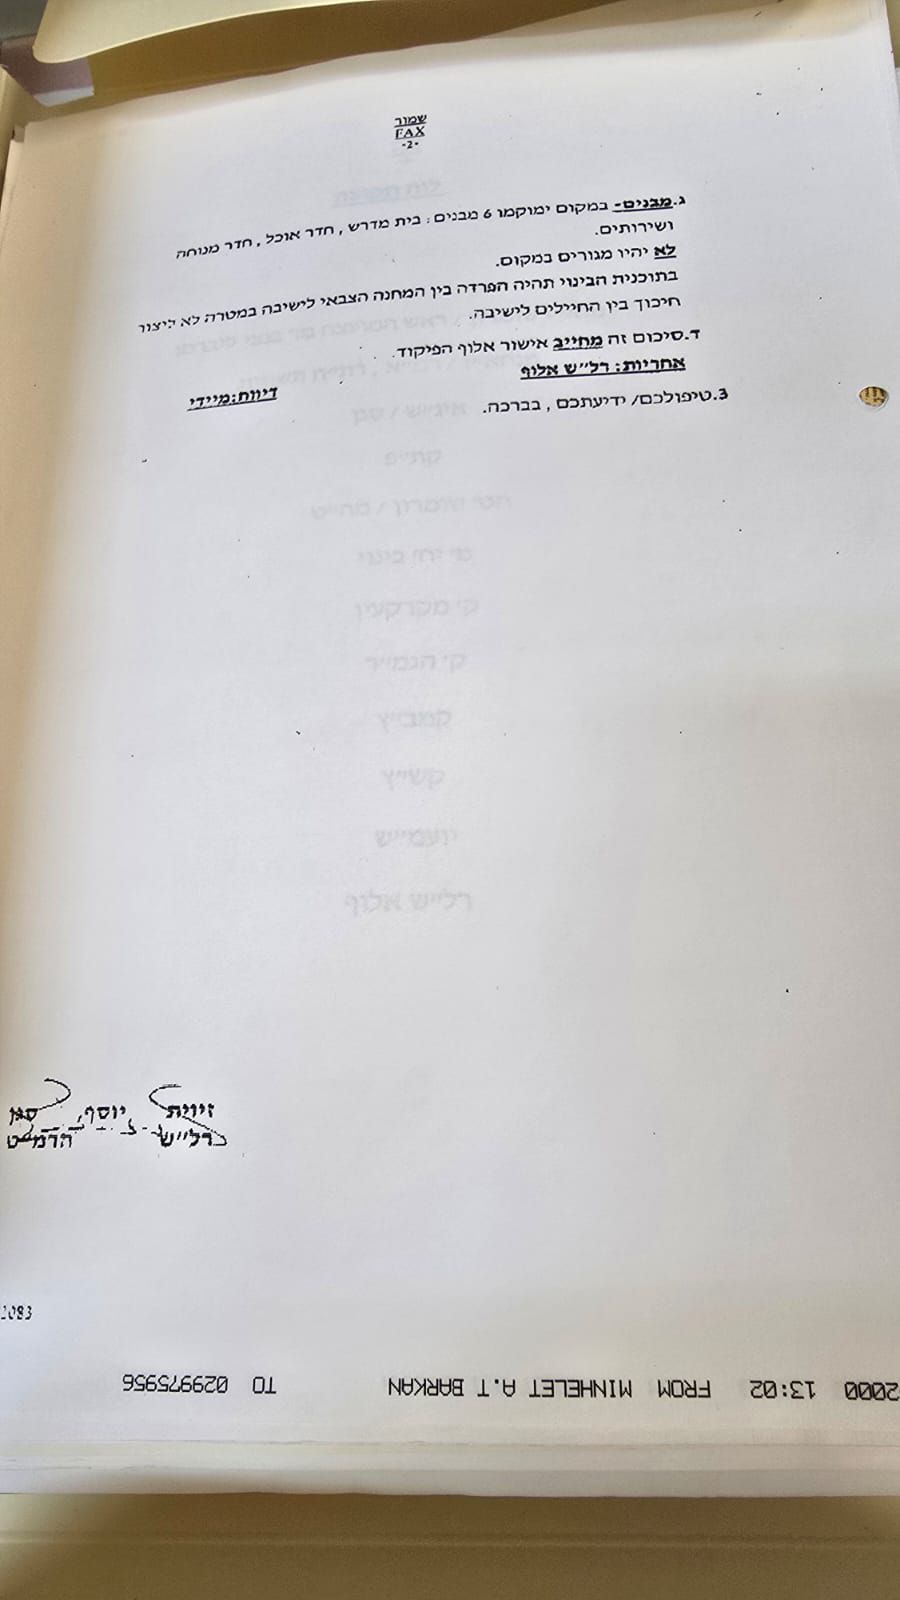 שמור
FAX
-2-
ג.מבנים- במקום ימוקמו 6 מבנים: בית מדרש, חדר אוכל, חדר מנוחה
ושירותים.
לא יהיו מגורים במקום.
בתוכנית הבינוי תהיה הפרדה בין המחנה הצבאי לישיבה במטרה לא ליצור
חיכוך בין החיילים לישיבה.
ד.סיכום זה מחייב אישור אלוף הפיקוד.
אחריות: רל"ש אלוף
דיווח:מיידי
3.טיפולכם/ ידיעתכם, בברכה.
יוסף,
רל"ש
1083
2000 13:02 FROM MINHELET A.T BARKAN TO 029975956